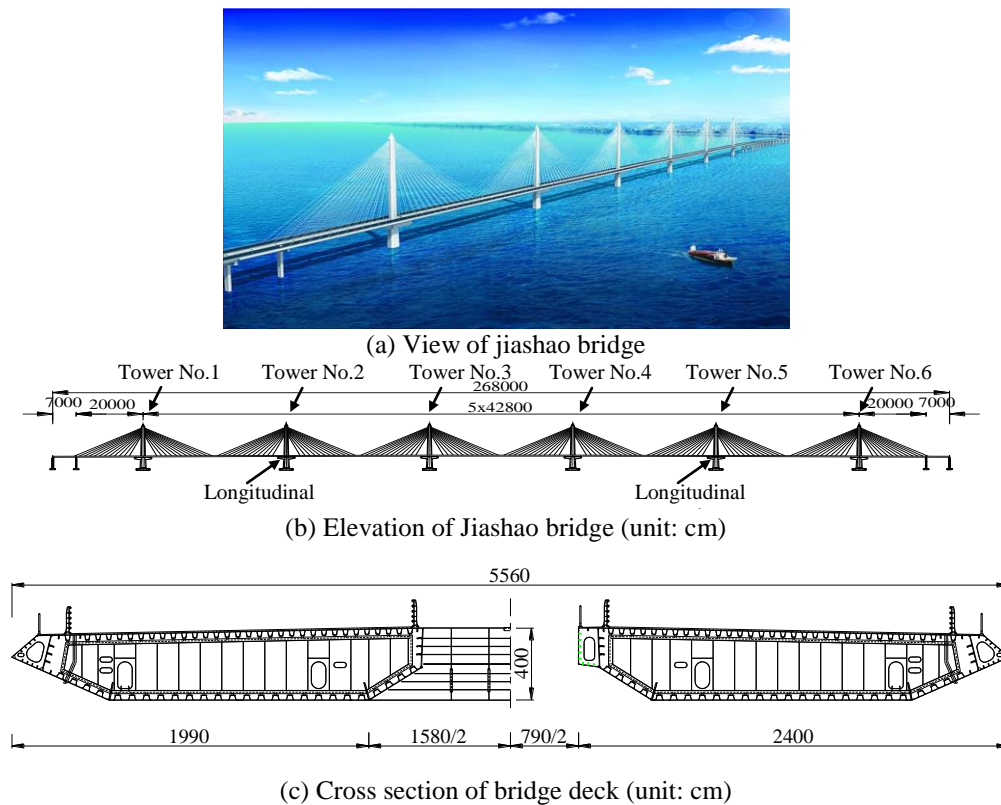 (a) View of jiashao bridge
Tower No.1 Tower No.2 Tower No.3 Tower No.4 Tower No.5 Tower No.6
268000
7000 20000 5x42800 20000 7000
Longitudinal Longitudinal
(b) Elevation of Jiashao bridge (unit: cm)
5560
400
1990 1580/2 790/2 2400
(c) Cross section of bridge deck (unit: cm)